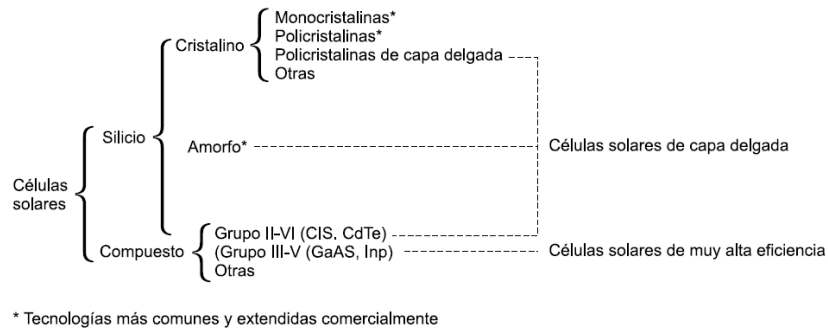 Monocristalinas*
Cristalino
Policristalinas*
Policristalinas de capa delgada
Otras
Silicio
Amorfo*
Células solares de capa delgada
Células
solares
Grupo II-VI (CIS, CdTe)
Compuesto
(Grupo III-V (GaAS, Inp)
Células solares de muy alta eficiencia
Otras
* Tecnologías más comunes y extendidas comercialmente